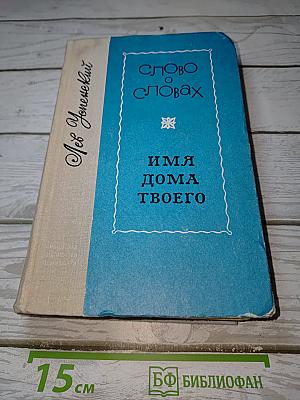 Лев Успенский
СЛОВО
О
СЛОВАХ
ИМЯ
ДОМА
ТВОЕГО
15 см
БФ БИБЛИОФАН